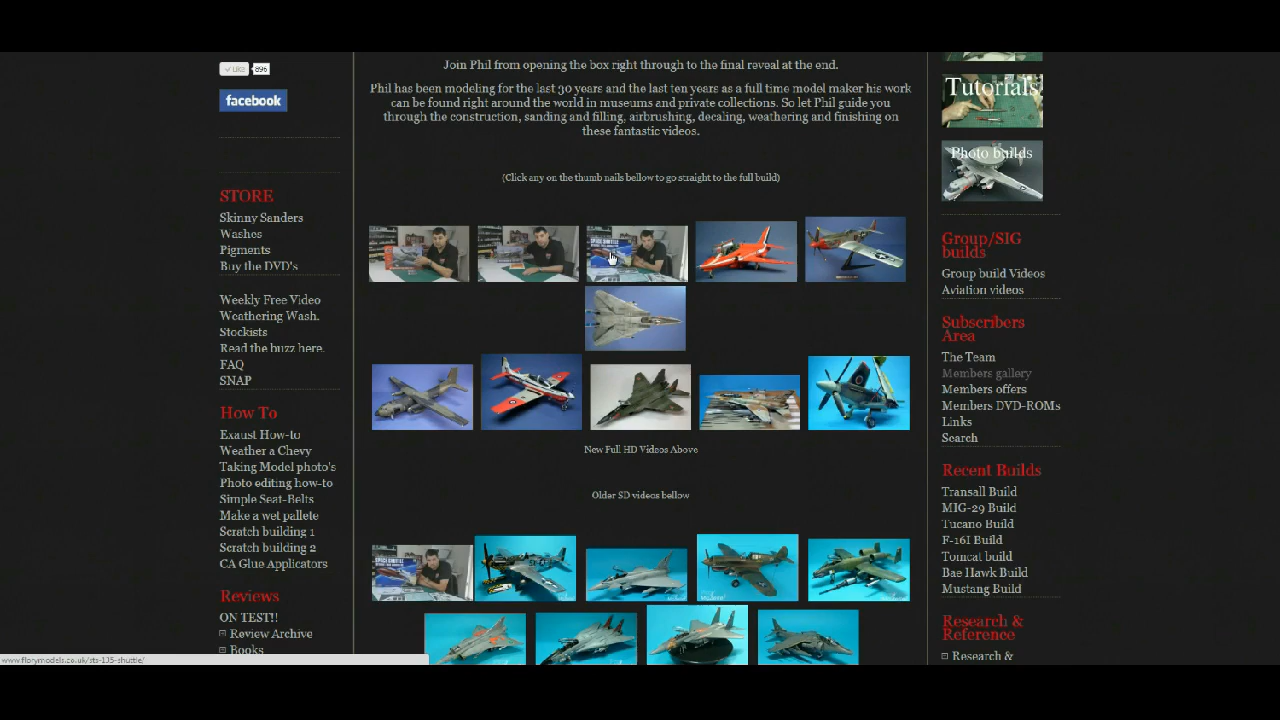 Like 896
facebook
STORE
Skinny Sanders
Washes
Pigments
Buy the DVD's
Weekly Free Video
Weathering Wash.
Stockists
Read the buzz here.
FAQ
SNAP
How To
Exaust How-to
Weather a Chevy
Taking Model photo's
Photo editing how-to
Simple Seat-Belts
Make a wet pallete
Scratch building 1
Scratch building 2
CA Glue Applicators
Reviews
ON TEST!!
Review Archive
Books
www.florymodels.co.uk/sts-135-shuttle/
Join Phil from opening the box right through to the final reveal at the end.
Phil has been modeling for the last 30 years and the last ten years as a full time model maker his work
can be found right around the world in museums and private collections. So let Phil guide you
through the construction, sanding and filling, airbrushing, decaling, weathering and finishing on
these fantastic videos.
(Click any on the thumb nails bellow to go straight to the full build)
SPACE SHUTTLE
New Full HD Videos Above
Older SD videos bellow
Tutorials
Photo builds
Group/SIG
builds
Group build Videos
Aviation videos
Subscribers
Area
The Team
Members gallery
Members offers
Members DVD-ROMs
Links
Search
Recent Builds
Transall Build
MIG-29 Build
Tucano Build
F-16I Build
Tomcat build
Bae Hawk Build
Mustang Build
Research &
Reference
Research &